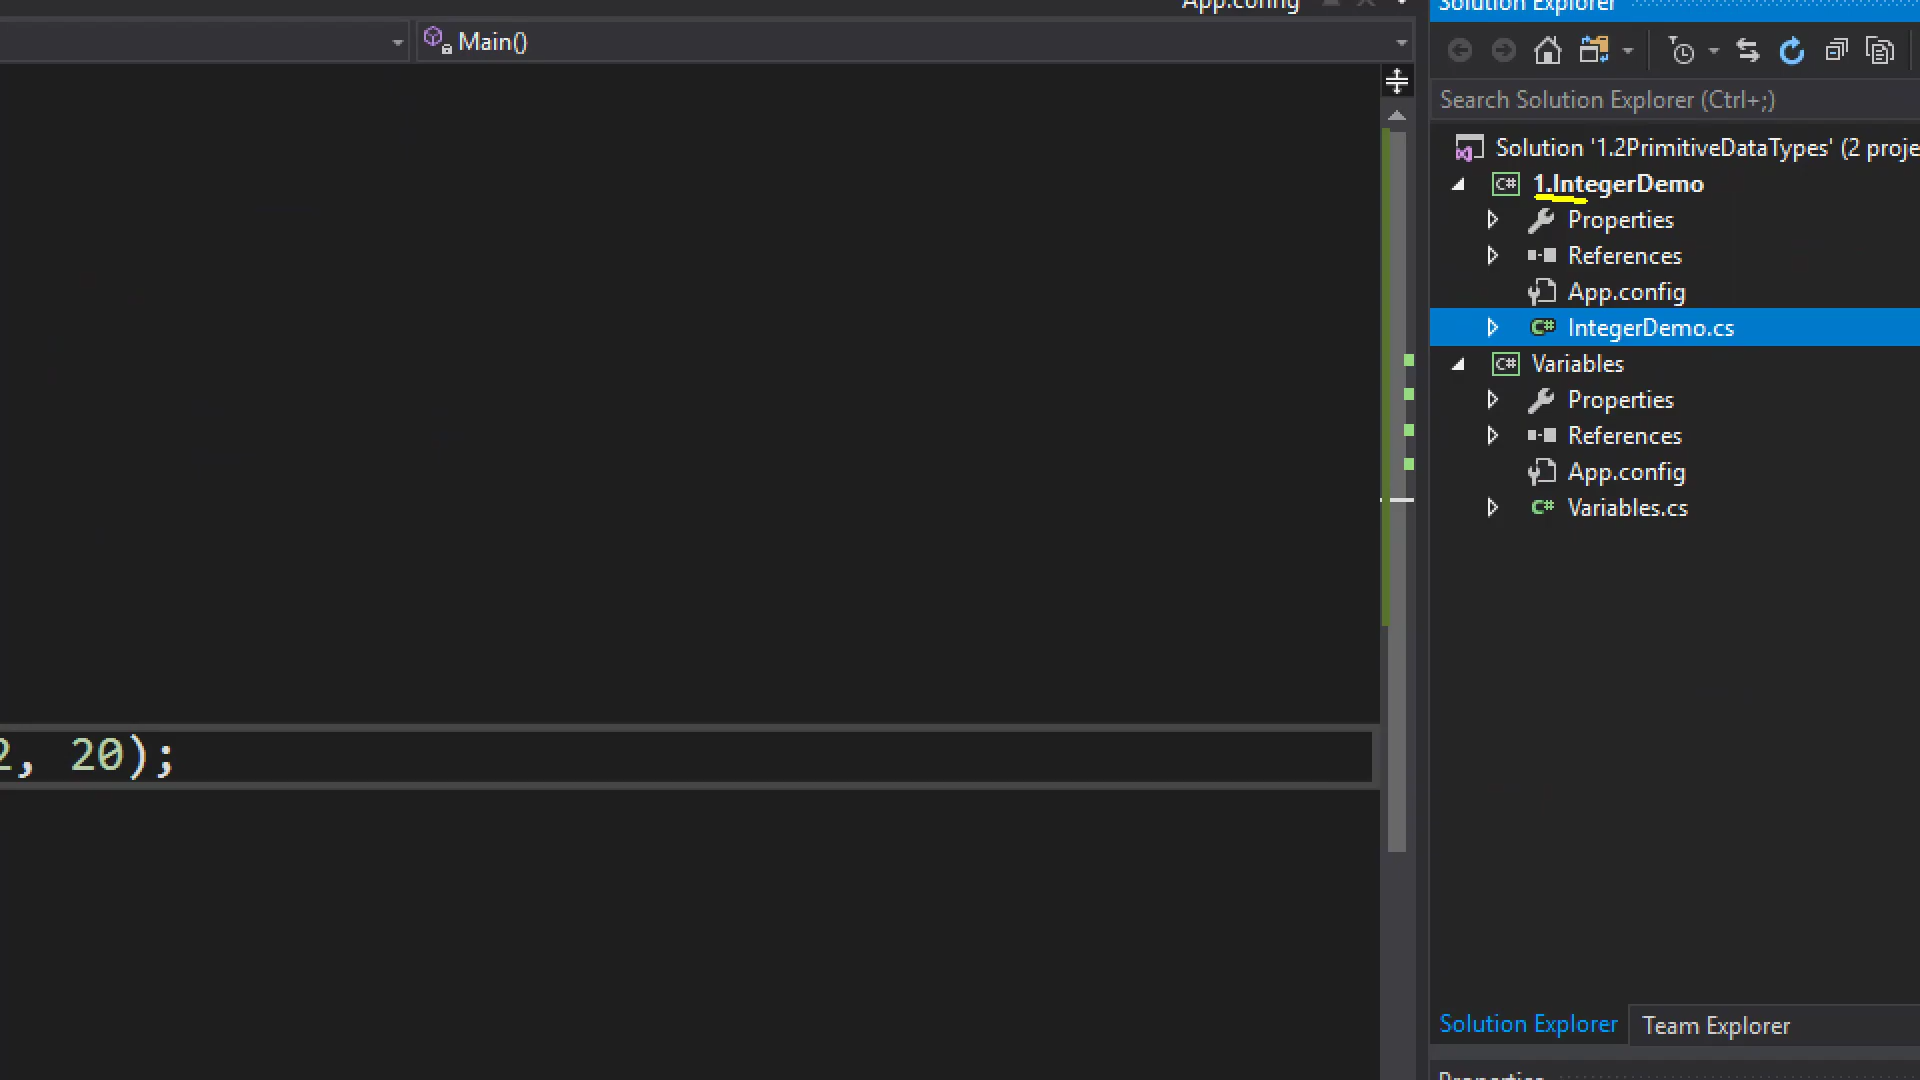 App.config
Solution Explorer
Main()
Search Solution Explorer (Ctrl+;)
Solution '1.2PrimitiveDataTypes' (2 proje
C# 1.IntegerDemo
Properties
References
App.config
C# IntegerDemo.cs
C# Variables
Properties
References
App.config
C# Variables.cs
2, 20);
Solution Explorer
Team Explorer
Properties